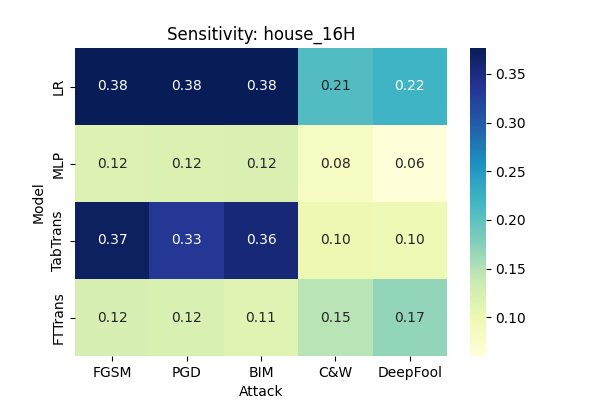 Sensitivity: house_16H
Model
LR
0.38 0.38 0.38 0.21 0.22
MLP
0.12 0.12 0.12 0.08 0.06
TabTrans
0.37 0.33 0.36 0.10 0.10
FTTrans
0.12 0.12 0.11 0.15 0.17
FGSM PGD BIM C&W DeepFool
Attack
0.35
0.30
0.25
0.20
0.15
0.10